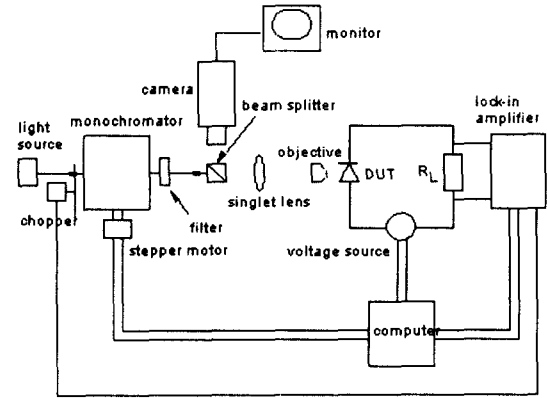 monitor
camera
beam splitter
monochromator
lock-in
amplifier
light
source
objective
DUT
RL
singlet lens
chopper
filter
stepper motor
voltage source
computer